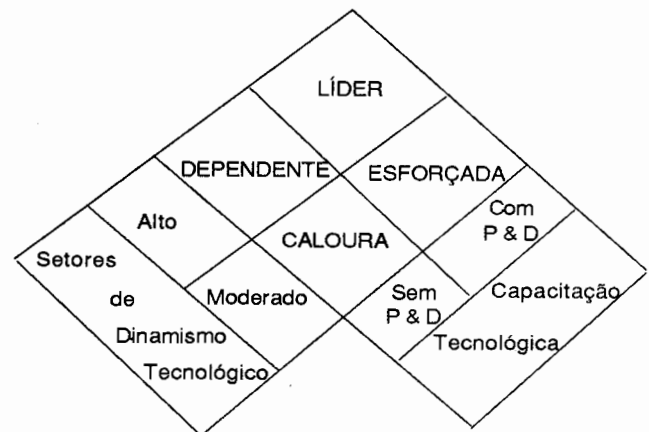 LÍDER
DEPENDENTE
ESFORÇADA
Alto
CALOURA
Com
P & D
Setores
de
Dinamismo
Tecnológico
Moderado
Sem
P & D
Capacitação
Tecnológica